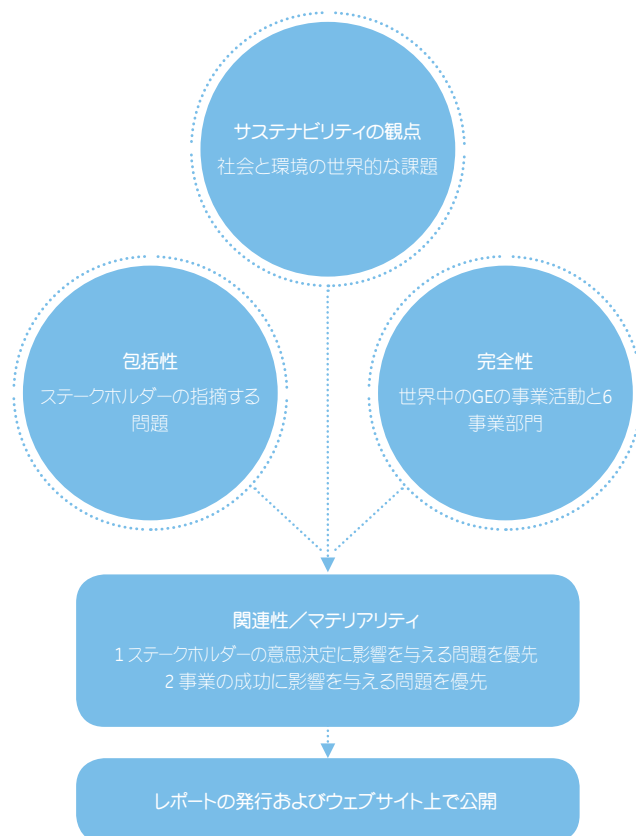 サステナビリティの観点
社会と環境の世界的な課題
包括性
ステークホルダーの指摘する
問題
完全性
世界中のGEの事業活動と6
事業部門
関連性／マテリアリティ
1 ステークホルダーの意思決定に影響を与える問題を優先
2 事業の成功に影響を与える問題を優先
レポートの発行およびウェブサイト上で公開